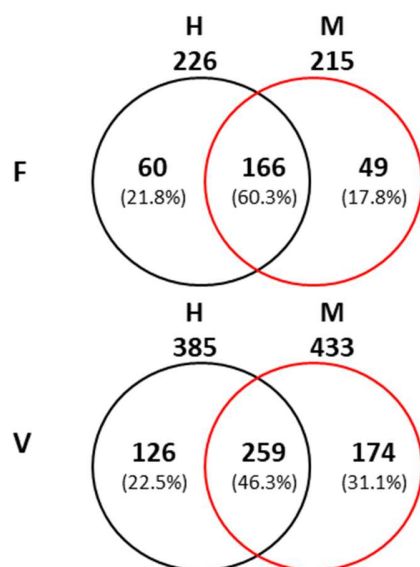 H M
226 215
F
60 166 49
(21.8%) (60.3%) (17.8%)
H M
385 433
V
126 259 174
(22.5%) (46.3%) (31.1%)